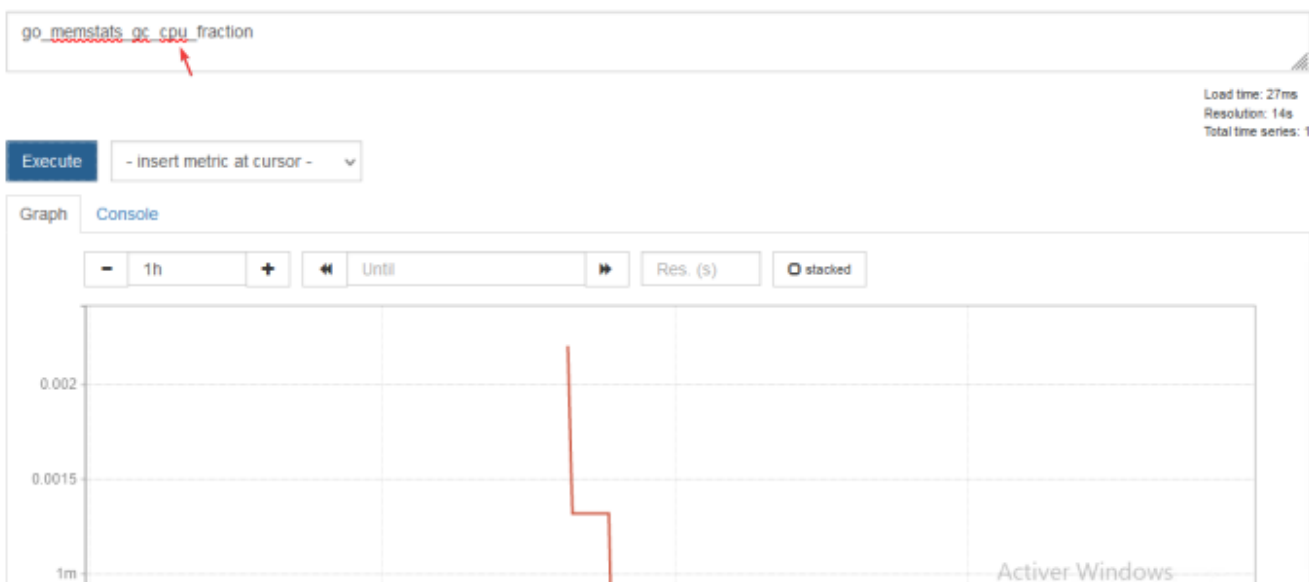 go_memstats_gc_cpu_fraction
Load time: 27ms
Resolution: 14s
Total time series: 1
Execute
- insert metric at cursor -
Graph
Console
1h
Until
Res. (s)
stacked
0.002
0.0015
1m
Activer Windows